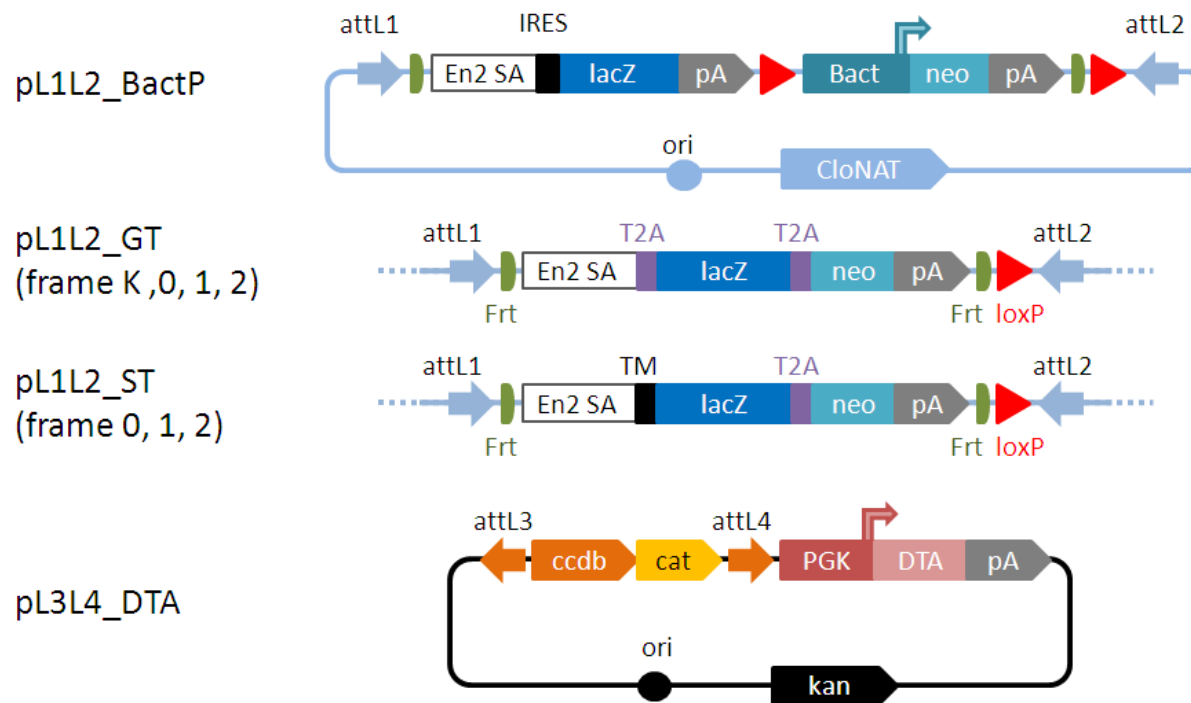 IRES
attL1 attL2
pL1L2_BactP
En2 SA lacZ pA Bact neo pA
ori
CloNAT
pL1L2_GT
(frame K ,0, 1, 2)
attL1 T2A T2A attL2
En2 SA lacZ neo pA
Frt Frt loxP
pL1L2_ST
(frame 0, 1, 2)
attL1 TM T2A attL2
En2 SA lacZ neo pA
Frt Frt loxP
attL3 attL4
ccdb cat PGK DTA pA
pL3L4_DTA
ori
kan